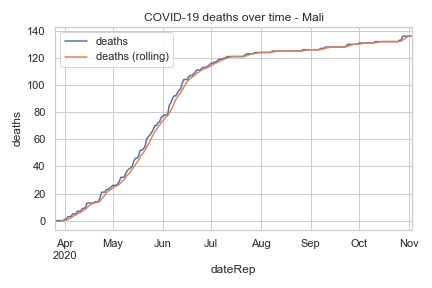 COVID-19 deaths over time - Mali
deaths
deaths (rolling)
140
120
100
80
60
40
20
0
deaths
Apr May Jun Jul Aug Sep Oct Nov
2020
dateRep